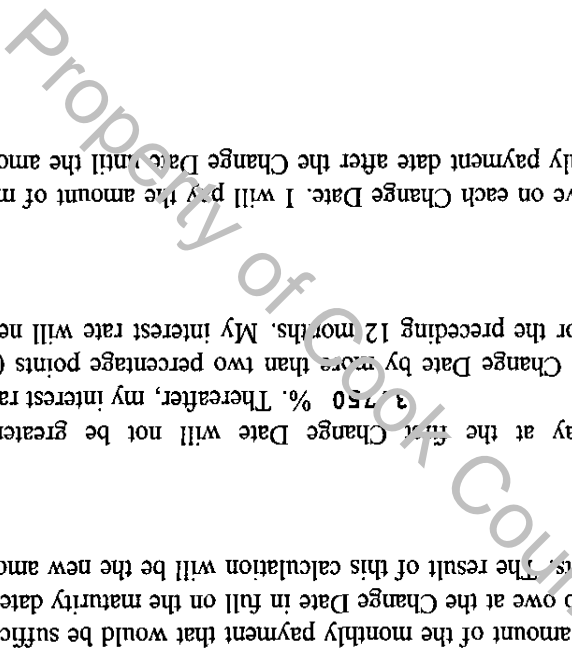 amount of the monthly payment that would be suffic
o owe at the Change Date in full on the maturity date
ts. The result of this calculation will be the new amo
ay at the first Change Date will not be greater
3.750 %. Thereafter, my interest ra
Change Date by more than two percentage points (
or the preceding 12 months. My interest rate will ne
ve on each Change Date. I will pay the amount of m
ly payment date after the Change Date until the amo
Property of Cook Coun